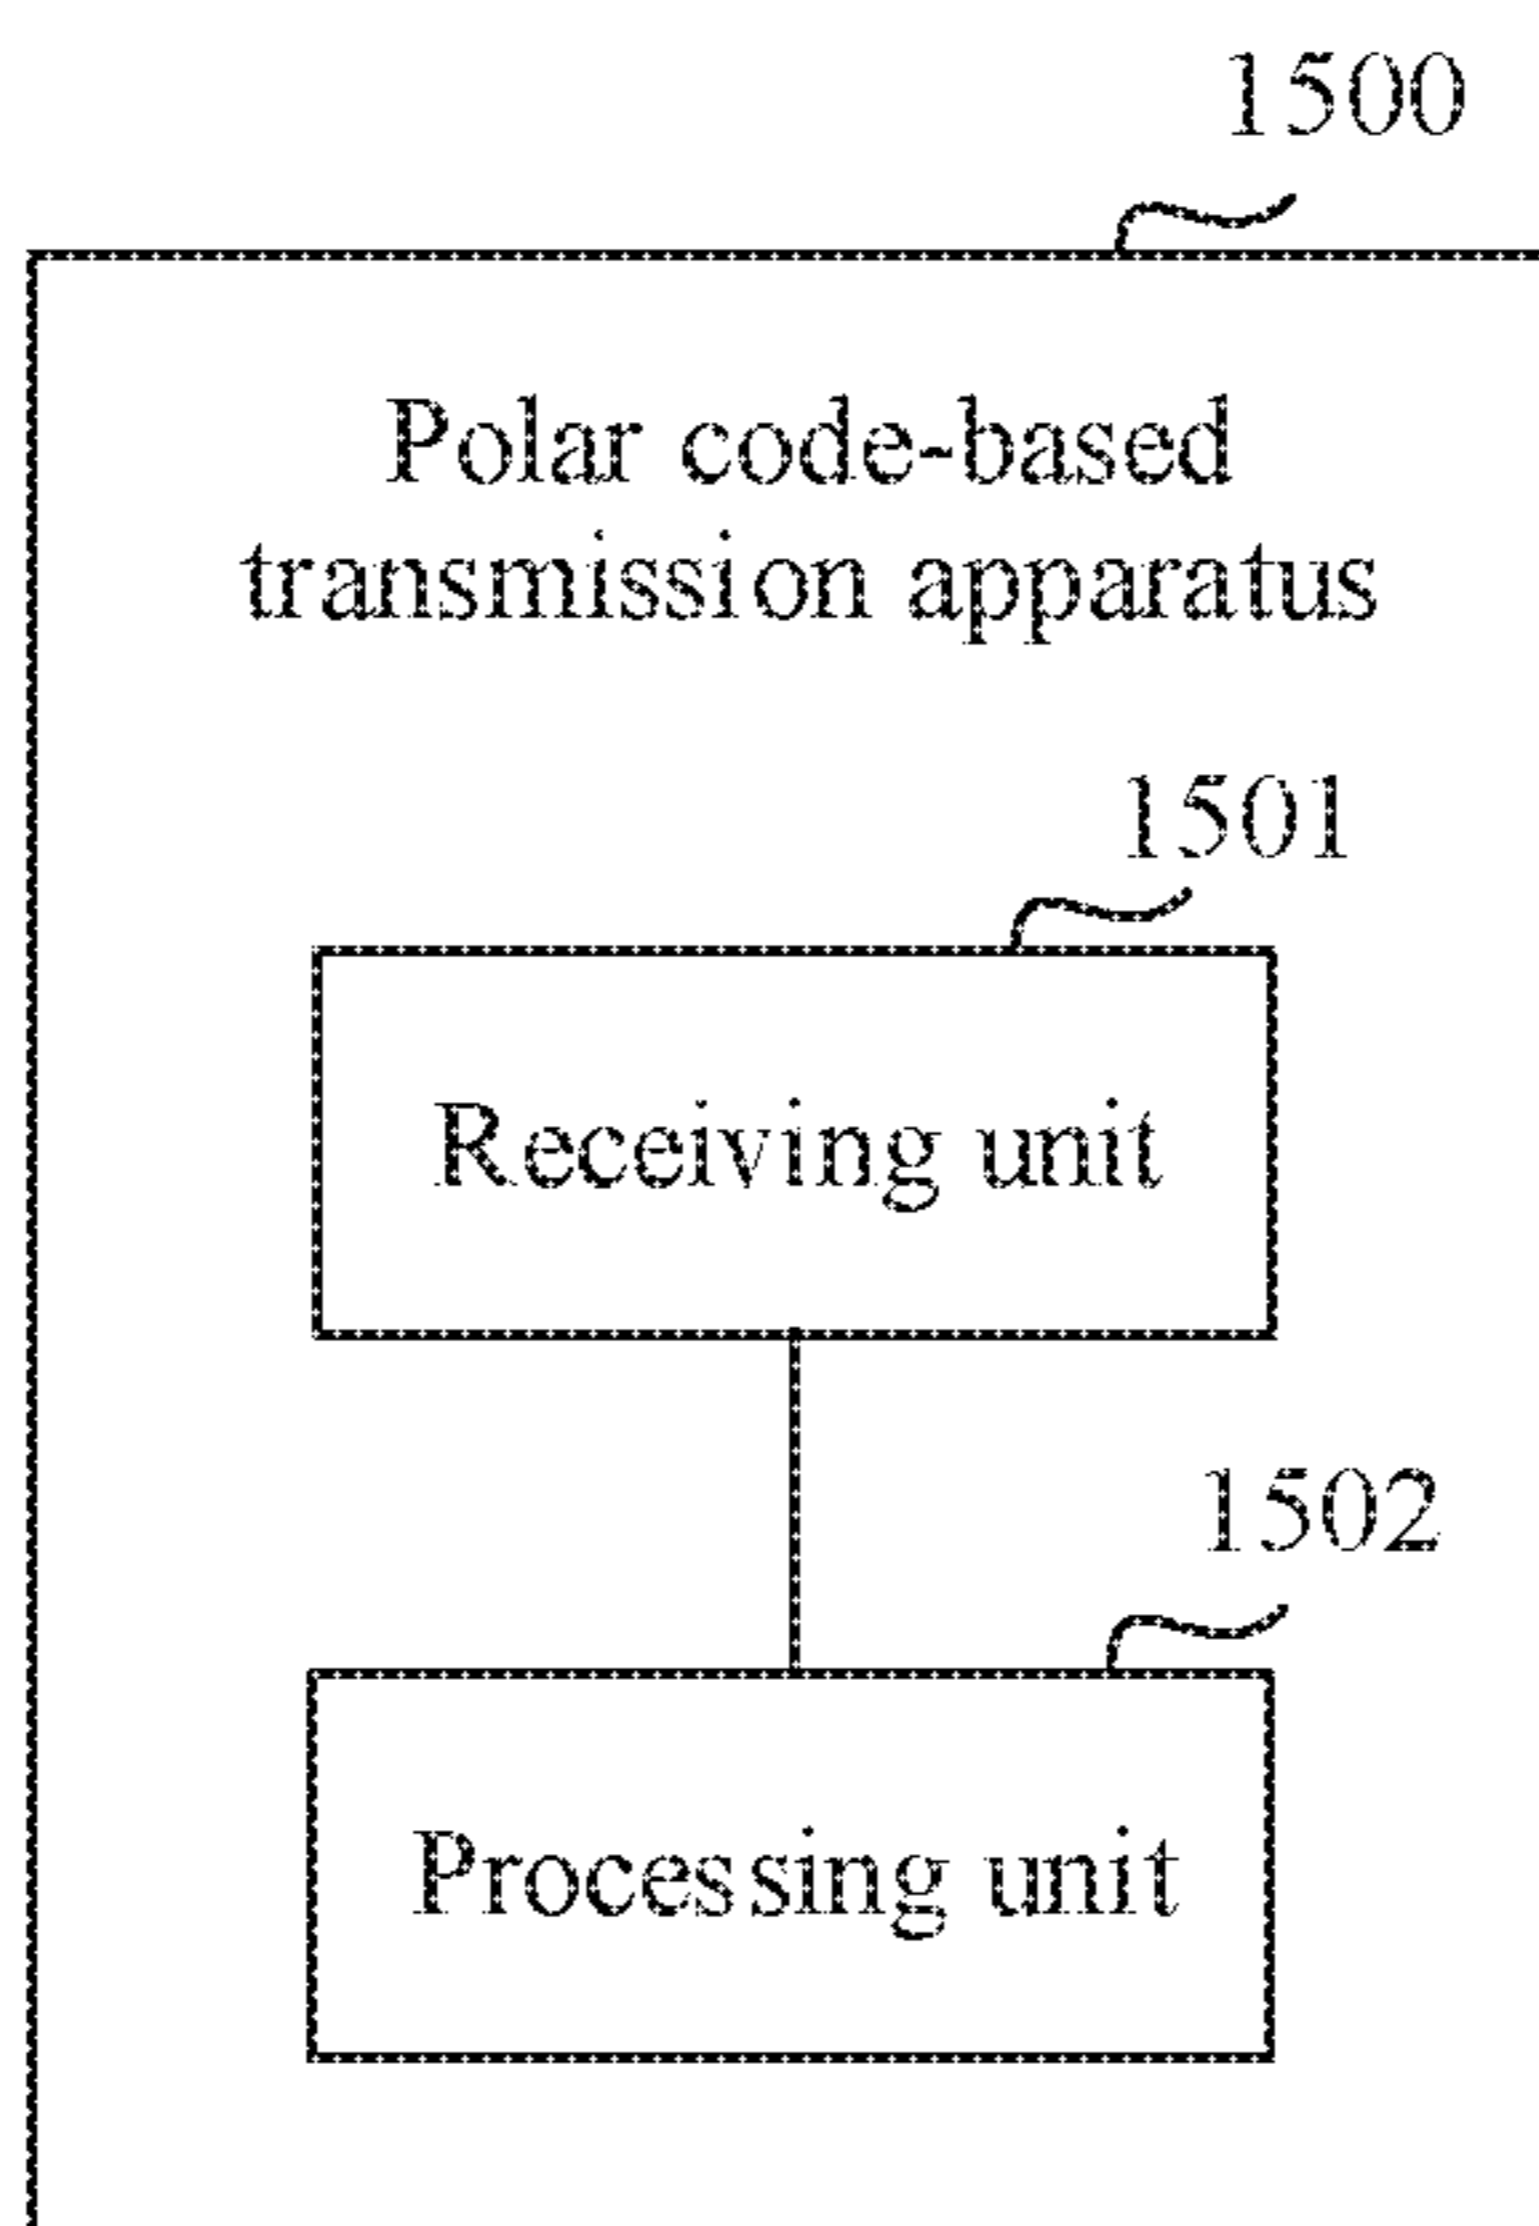 1500
Polar code-based
transmission apparatus
1501
Receiving unit
1502
Processing unit